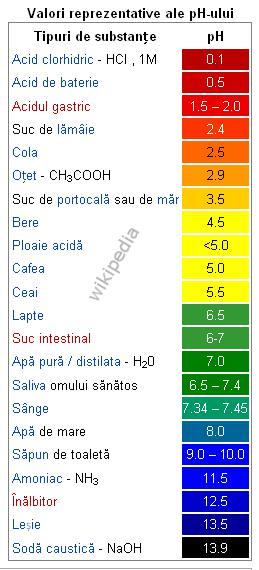 Valori reprezentative ale pH-ului
Tipuri de substanțe pH
Acid clorhidric - HCl , 1M 0.1
Acid de baterie 0.5
Acidul gastric 1.5 – 2.0
Suc de lămâie 2.4
Cola 2.5
Oțet - CH3COOH 2.9
Suc de portocală sau de măr 3.5
Bere 4.5
Ploaie acidă <5.0
Cafea 5.0
Ceai 5.5
Lapte 6.5
Suc intestinal 6-7
Apă pură / distilata - H20 7.0
Saliva omului sănătos 6.5 – 7.4
Sânge 7.34 – 7.45
Apă de mare 8.0
Săpun de toaletă 9.0 – 10.0
Amoniac - NH3 11.5
Înălbitor 12.5
Leșie 13.5
Sodă caustică - NaOH 13.9
wikipedia